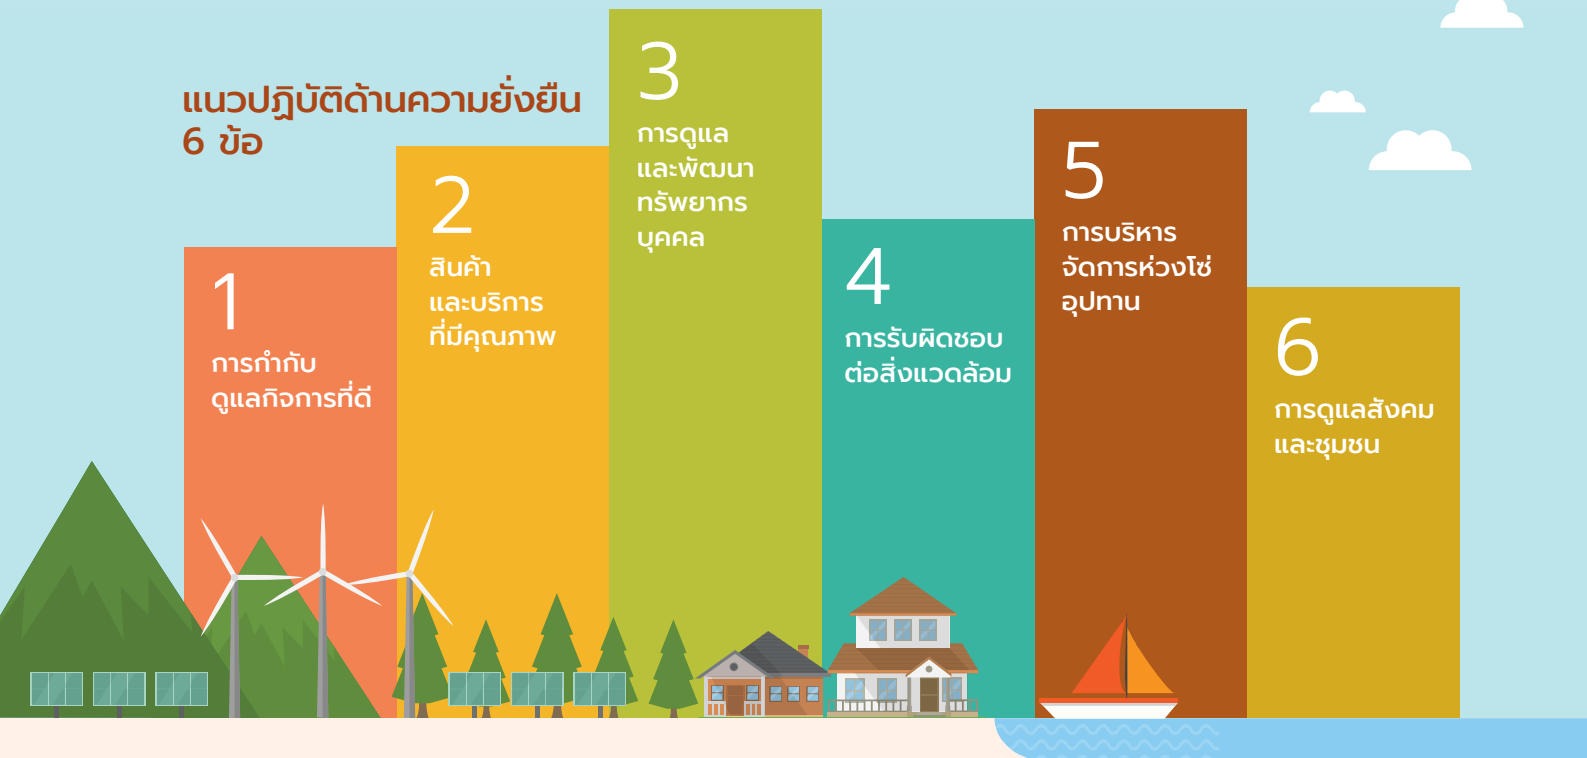 แนวปฏิบัติด้านความยั่งยืน
6 ข้อ
1
การกำกับ
ดูแลกิจการที่ดี
2
สินค้า
และบริการ
ที่มีคุณภาพ
3
การดูแล
และพัฒนา
ทรัพยากร
บุคคล
4
การรับผิดชอบ
ต่อสิ่งแวดล้อม
5
การบริหาร
จัดการห่วงโซ่
อุปทาน
6
การดูแลสังคม
และชุมชน